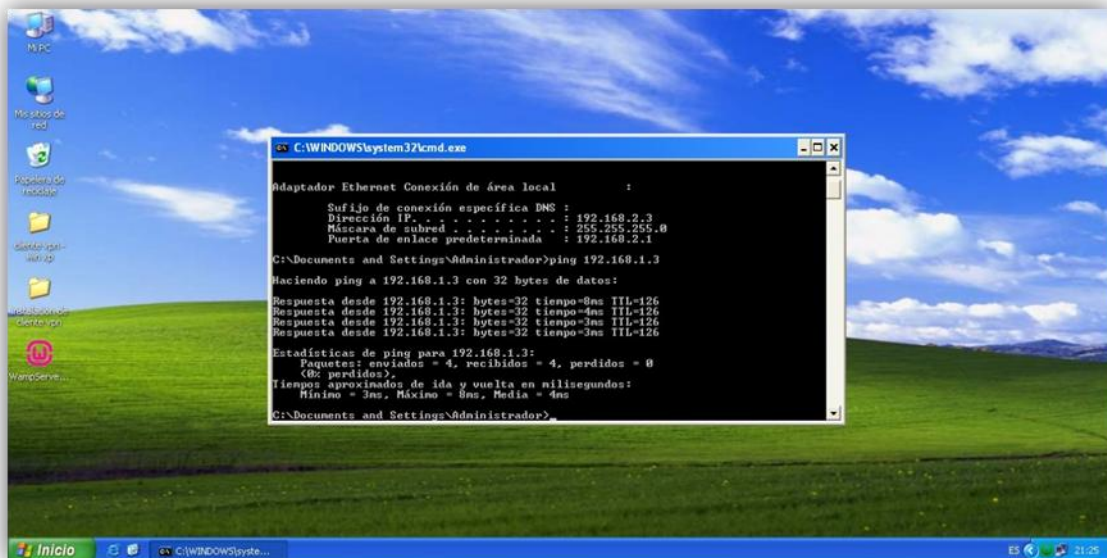 Mi PC
Mis sitios de
red
Papelera de
reciclaje
cliente vpn -
win xp
instalacion de
cliente vpn
WampServe...
C:\WINDOWS\system32\cmd.exe
Adaptador Ethernet Conexión de área local :
Sufijo de conexión específica DNS :
Dirección IP. . . . . . . . . . . : 192.168.2.3
Máscara de subred . . . . . . . . : 255.255.255.0
Puerta de enlace predeterminada : 192.168.2.1
C:\Documents and Settings\Administrador>ping 192.168.1.3
Haciendo ping a 192.168.1.3 con 32 bytes de datos:
Respuesta desde 192.168.1.3: bytes=32 tiempo=8ms TTL=126
Respuesta desde 192.168.1.3: bytes=32 tiempo=4ms TTL=126
Respuesta desde 192.168.1.3: bytes=32 tiempo=3ms TTL=126
Respuesta desde 192.168.1.3: bytes=32 tiempo=3ms TTL=126
Estadísticas de ping para 192.168.1.3:
Paquetes: enviados = 4, recibidos = 4, perdidos = 0
(0% perdidos),
Tiempos aproximados de ida y vuelta en milisegundos:
Mínimo = 3ms, Máximo = 8ms, Media = 4ms
C:\Documents and Settings\Administrador>_
Inicio
C:\WINDOWS\syste...
ES
21:25